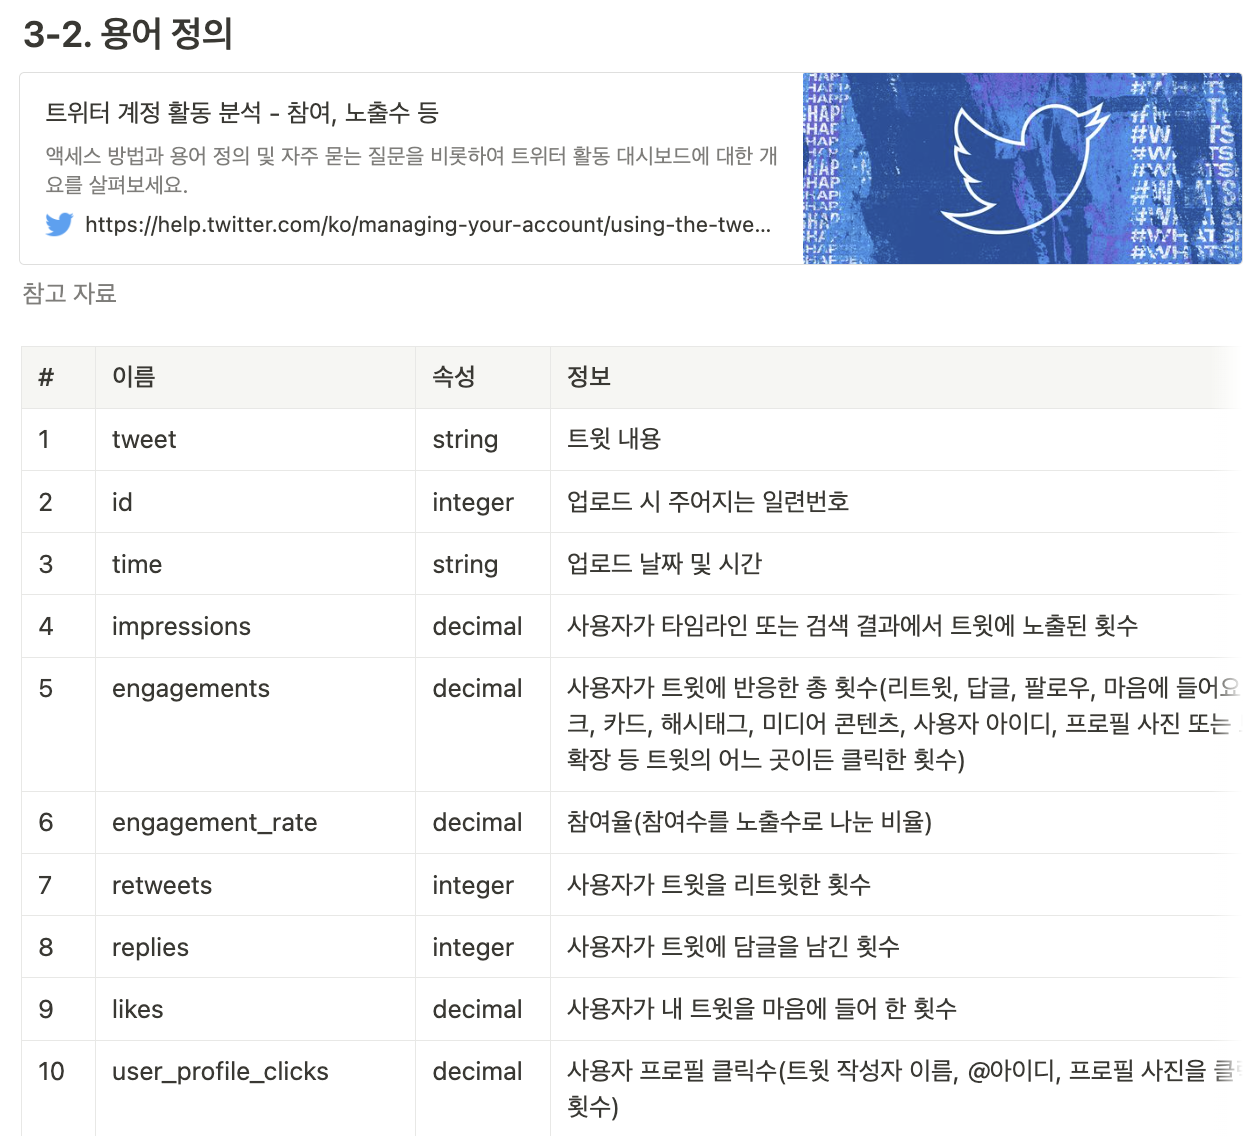 3-2. 용어 정의
트위터 계정 활동 분석 - 참여, 노출수 등
액세스 방법과 용어 정의 및 자주 묻는 질문을 비롯하여 트위터 활동 대시보드에 대한 개
요를 살펴보세요.
https://help.twitter.com/ko/managing-your-account/using-the-twe...
참고 자료
# 이름 속성 정보
1 tweet string 트윗 내용
2 id integer 업로드 시 주어지는 일련번호
3 time string 업로드 날짜 및 시간
4 impressions decimal 사용자가 타임라인 또는 검색 결과에서 트윗에 노출된 횟수
5 engagements decimal 사용자가 트윗에 반응한 총 횟수(리트윗, 답글, 팔로우, 마음에 들어요
크, 카드, 해시태그, 미디어 콘텐츠, 사용자 아이디, 프로필 사진 또는
확장 등 트윗의 어느 곳이든 클릭한 횟수)
6 engagement_rate decimal 참여율(참여수를 노출수로 나눈 비율)
7 retweets integer 사용자가 트윗을 리트윗한 횟수
8 replies integer 사용자가 트윗에 담글을 남긴 횟수
9 likes decimal 사용자가 내 트윗을 마음에 들어 한 횟수
10 user_profile_clicks decimal 사용자 프로필 클릭수(트윗 작성자 이름, @아이디, 프로필 사진을
횟수)